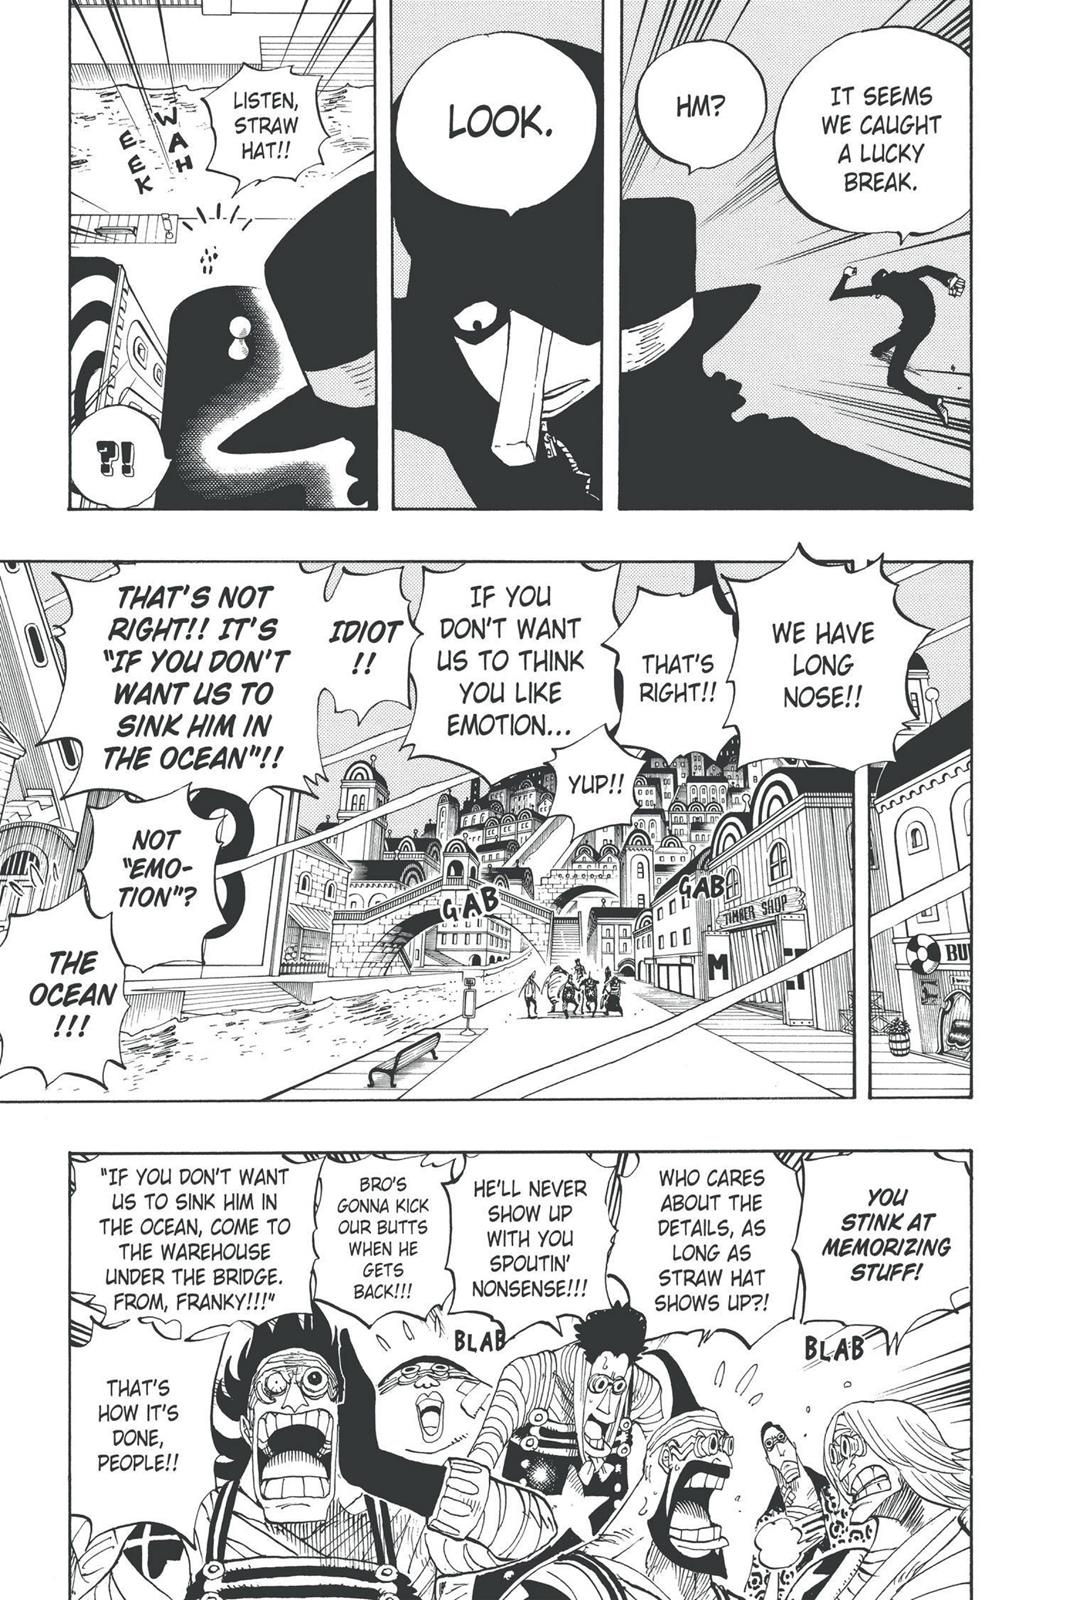 IT SEEMS
WE CAUGHT
A LUCKY
BREAK.
HM?
LOOK.
LISTEN,
STRAW
HAT!!
WAH
EEK
?!
WE HAVE
LONG
NOSE!!
THAT'S
RIGHT!!
IF YOU
DON'T WANT
US TO THINK
YOU LIKE
EMOTION...
YUP!!
IDIOT
!!
THAT'S NOT
RIGHT!! IT'S
"IF YOU DON'T
WANT US TO
SINK HIM IN
THE OCEAN"!!
NOT
"EMO-
TION"?
THE
OCEAN
!!!
GAB
GAB
TIMBER SHOP
M
BU
YOU
STINK AT
MEMORIZING
STUFF!
WHO CARES
ABOUT THE
DETAILS, AS
LONG AS
STRAW HAT
SHOWS UP?!
HE'LL NEVER
SHOW UP
WITH YOU
SPOUTIN'
NONSENSE!!!
BRO'S
GONNA KICK
OUR BUTTS
WHEN HE
GETS
BACK!!!
"IF YOU DON'T WANT
US TO SINK HIM IN
THE OCEAN, COME TO
THE WAREHOUSE
UNDER THE BRIDGE.
FROM, FRANKY!!!"
THAT'S
HOW IT'S
DONE,
PEOPLE!!
BLAB
BLAB